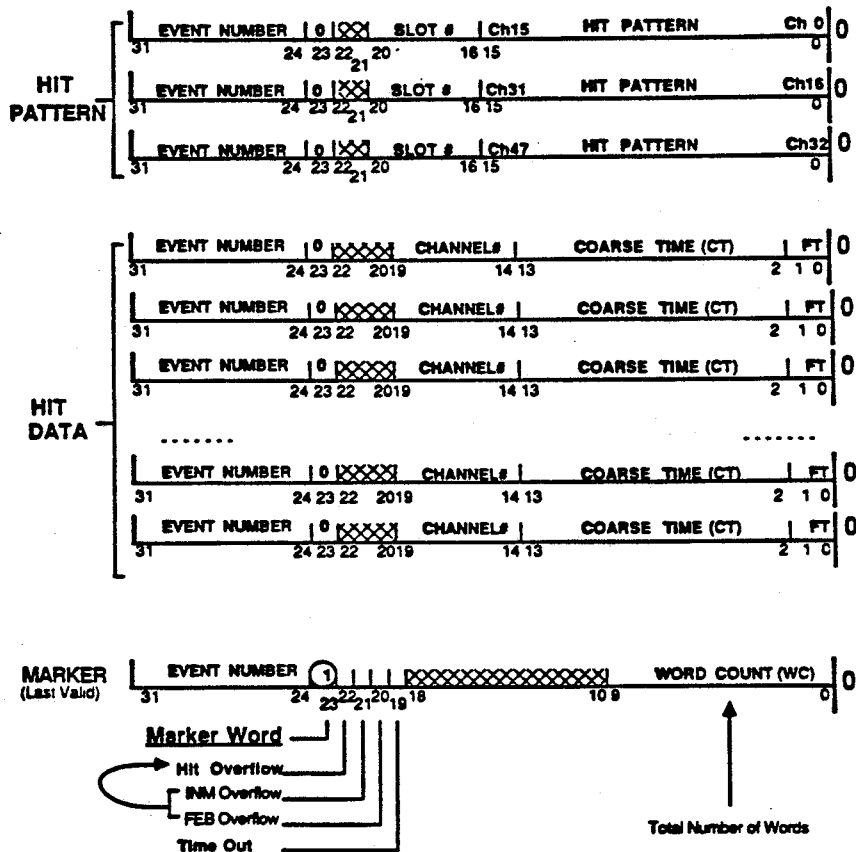 EVENT NUMBER 0 SLOT # Ch15 HIT PATTERN Ch 0 0
31 24 23 22 21 20 16 15 0
HIT PATTERN
EVENT NUMBER 0 SLOT # Ch31 HIT PATTERN Ch16 0
31 24 23 22 21 20 16 15 0
EVENT NUMBER 0 SLOT # Ch47 HIT PATTERN Ch32 0
31 24 23 22 21 20 16 15 0
EVENT NUMBER 0 CHANNEL# COARSE TIME (CT) FT 0
31 24 23 22 20 19 14 13 2 1 0
EVENT NUMBER 0 CHANNEL# COARSE TIME (CT) FT 0
31 24 23 22 20 19 14 13 2 1 0
EVENT NUMBER 0 CHANNEL# COARSE TIME (CT) FT 0
31 24 23 22 20 19 14 13 2 1 0
HIT DATA
........ ........
EVENT NUMBER 0 CHANNEL# COARSE TIME (CT) FT 0
31 24 23 22 20 19 14 13 2 1 0
EVENT NUMBER 0 CHANNEL# COARSE TIME (CT) FT 0
31 24 23 22 20 19 14 13 2 1 0
MARKER EVENT NUMBER 1 WORD COUNT (WC) 0
(Last Valid) 31 24 23 22 21 20 19 18 10 9 0
Marker Word
Hit Overflow
INM Overflow
FEB Overflow
Time Out
Total Number of Words